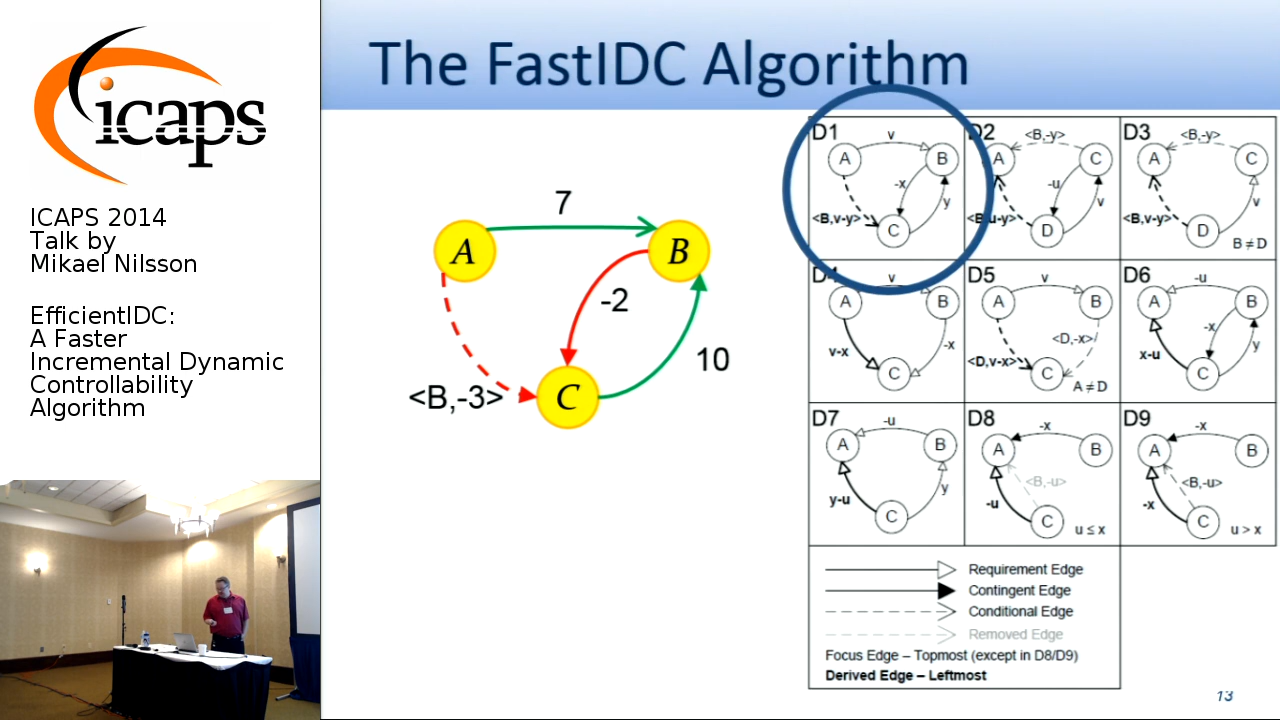 icaps
ICAPS 2014
Talk by
Mikael Nilsson
EfficientIDC:
A Faster
Incremental Dynamic
Controllability
Algorithm
The FastIDC Algorithm
7
A
B
-2
10
<B,-3>
C
D1
v
A
B
-x
y
<B,v-y>
C
D2
<B,-y>
A
C
-u
v
<B,u-y>
D
D3
<B,-y>
A
C
v
<B,v-y>
D
B ≠ D
D4
v
A
B
v-x
-x
C
D5
v
A
B
<D,-x>
<D,v-x>
C
A ≠ D
D6
-u
A
B
-x
y
x-u
C
D7
-u
A
B
y-u
y
C
D8
-x
A
B
<B,-u>
-u
C
u ≤ x
D9
-x
A
B
<B,-u>
-x
C
u > x
Requirement Edge
Contingent Edge
Conditional Edge
Removed Edge
Focus Edge – Topmost (except in D8/D9)
Derived Edge – Leftmost
13